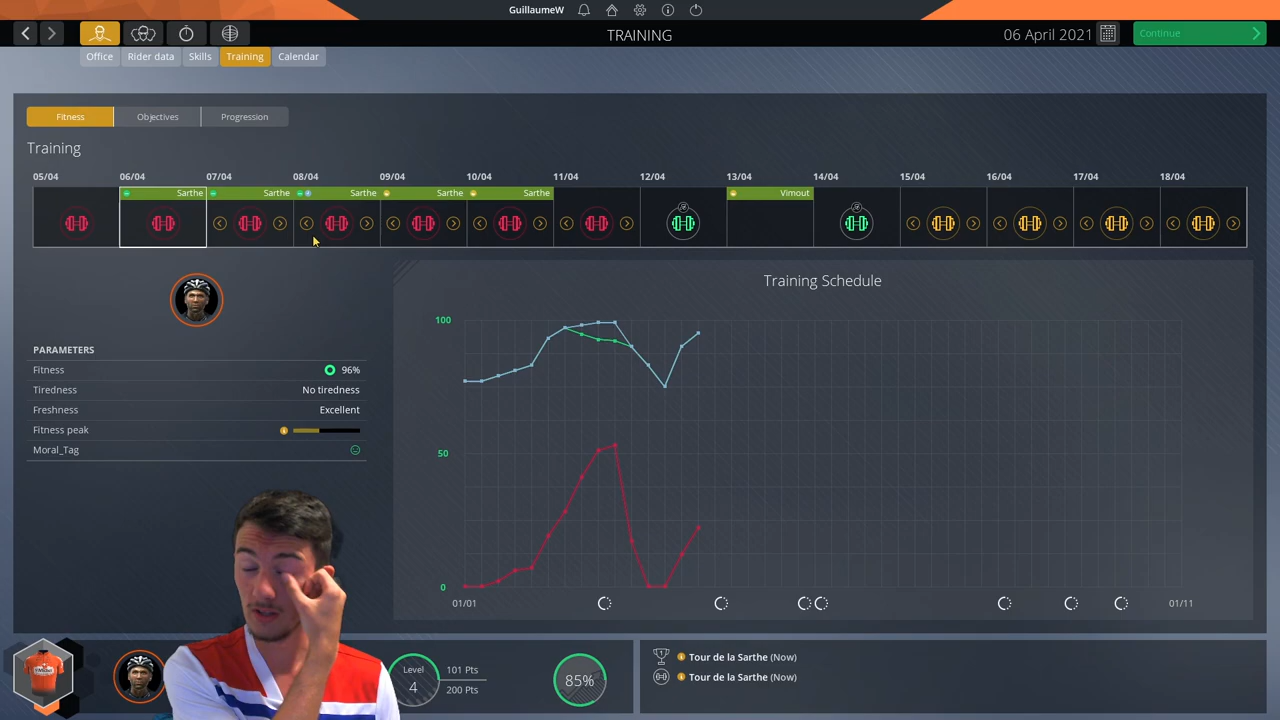 GuillaumeW
TRAINING
06 April 2021
Continue
Office
Rider data
Skills
Training
Calendar
Fitness
Objectives
Progression
Training
05/04
06/04
07/04
08/04
09/04
10/04
11/04
12/04
13/04
14/04
15/04
16/04
17/04
18/04
Sarthe
Sarthe
Sarthe
Sarthe
Sarthe
Vimout
Training Schedule
100
50
0
01/01
01/11
PARAMETERS
Fitness
96%
Tiredness
No tiredness
Freshness
Excellent
Fitness peak
Moral_Tag
Level
4
101 Pts
200 Pts
85%
Tour de la Sarthe (Now)
Tour de la Sarthe (Now)